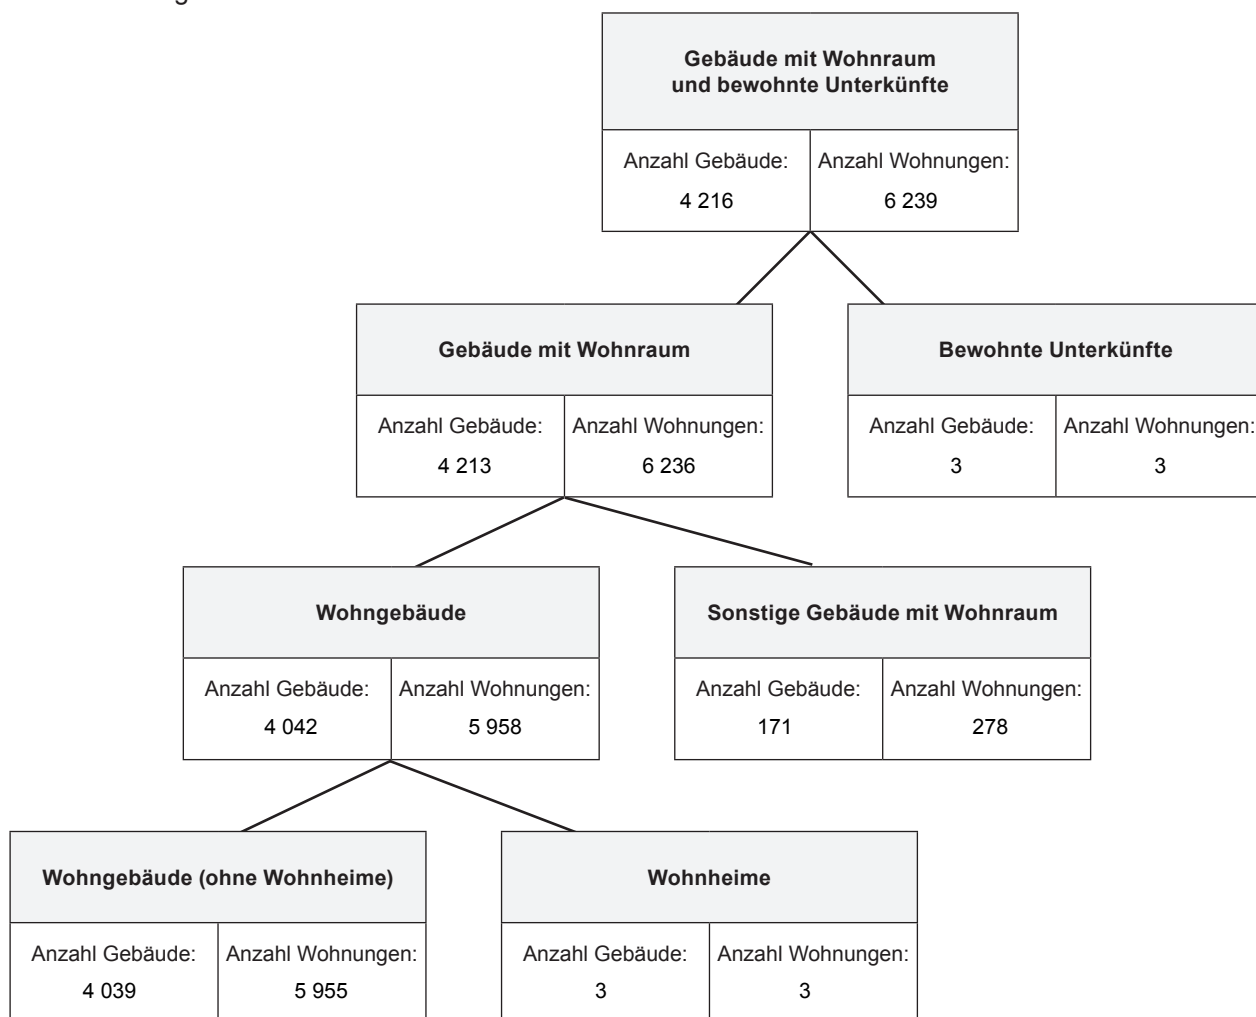 Gebäude mit Wohnraum
und bewohnte Unterkünfte
Anzahl Gebäude: Anzahl Wohnungen:
4 216 6 239
Gebäude mit Wohnraum Bewohnte Unterkünfte
Anzahl Gebäude: Anzahl Wohnungen: Anzahl Gebäude: Anzahl Wohnungen:
4 213 6 236 3 3
Wohngebäude Sonstige Gebäude mit Wohnraum
Anzahl Gebäude: Anzahl Wohnungen: Anzahl Gebäude: Anzahl Wohnungen:
4 042 5 958 171 278
Wohngebäude (ohne Wohnheime) Wohnheime
Anzahl Gebäude: Anzahl Wohnungen: Anzahl Gebäude: Anzahl Wohnungen:
4 039 5 955 3 3